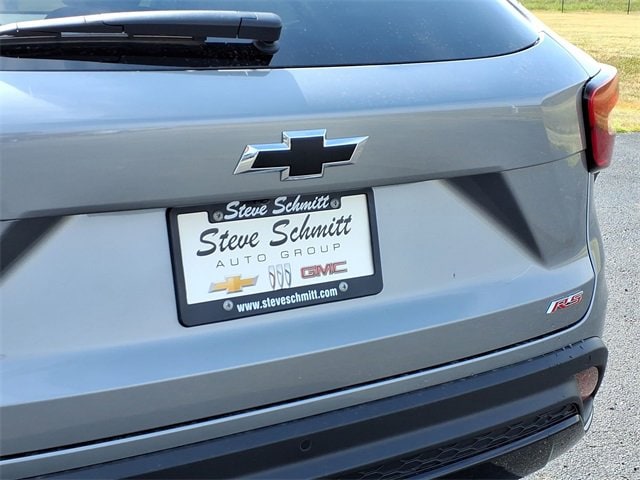 Steve Schmitt
Steve Schmitt
AUTO GROUP
GMC
www.steveschmitt.com
RS